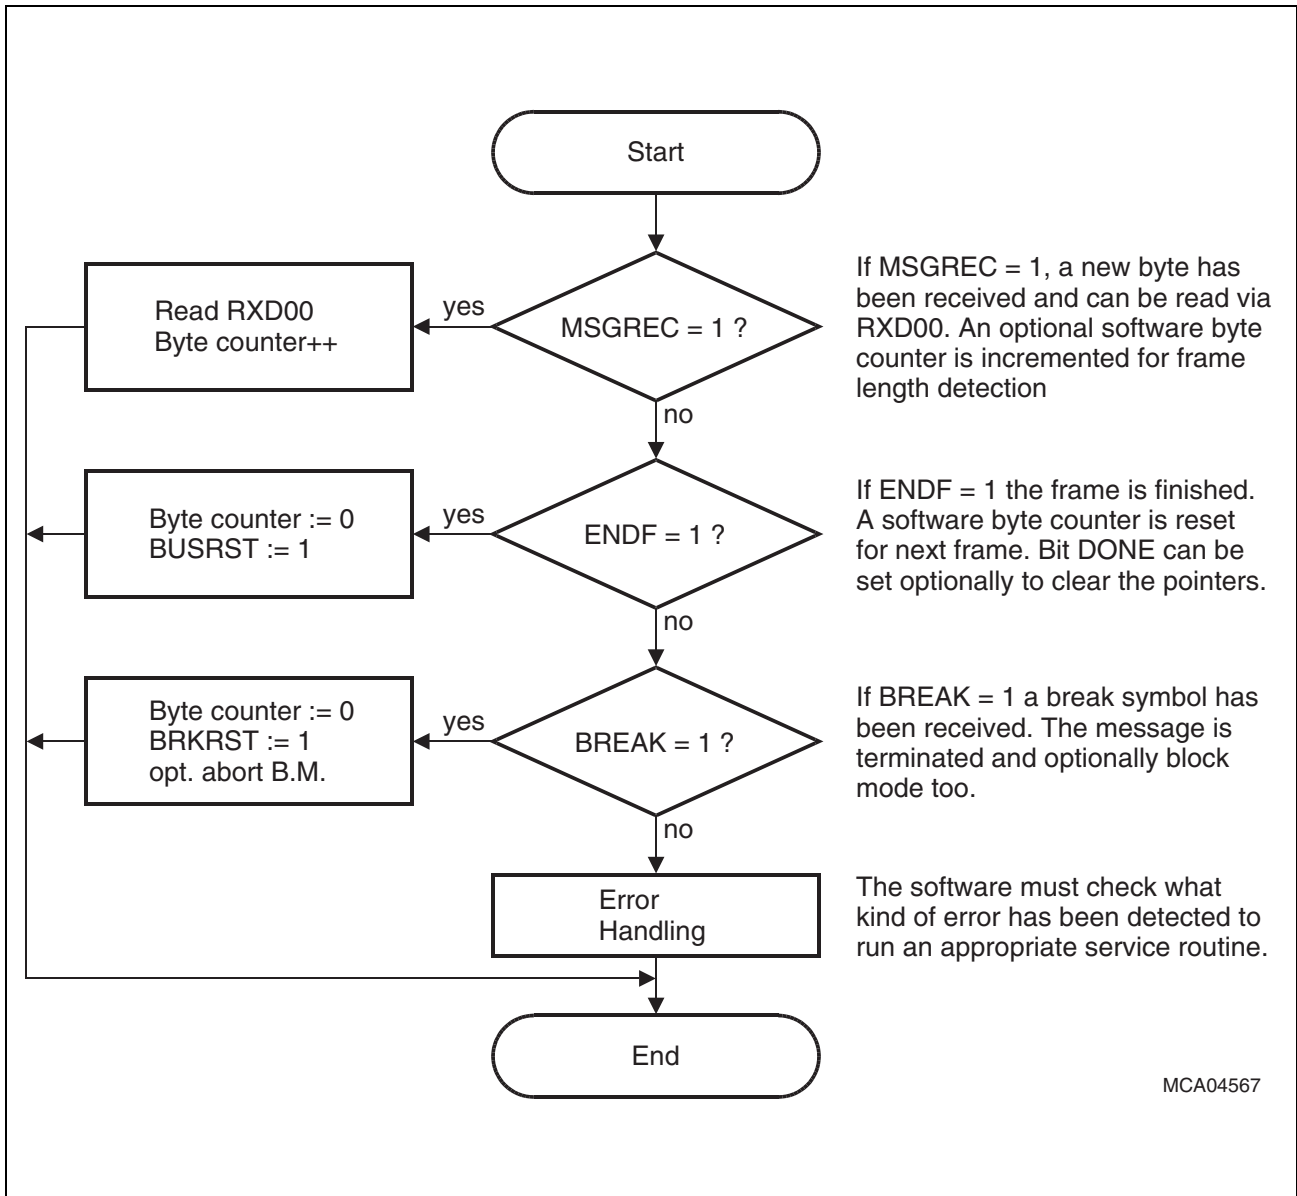 Start
Read RXD00
Byte counter++
yes
MSGREC = 1 ?
If MSGREC = 1, a new byte has
been received and can be read via
RXD00. An optional software byte
counter is incremented for frame
length detection
no
Byte counter := 0
BUSRST := 1
yes
ENDF = 1 ?
If ENDF = 1 the frame is finished.
A software byte counter is reset
for next frame. Bit DONE can be
set optionally to clear the pointers.
no
Byte counter := 0
BRKRST := 1
opt. abort B.M.
yes
BREAK = 1 ?
If BREAK = 1 a break symbol has
been received. The message is
terminated and optionally block
mode too.
no
Error
Handling
The software must check what
kind of error has been detected to
run an appropriate service routine.
End
MCA04567